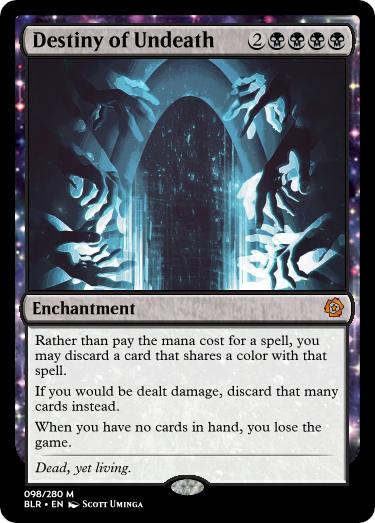 Destiny of Undeath 2
Enchantment
Rather than pay the mana cost for a spell, you
may discard a card that shares a color with that
spell.
If you would be dealt damage, discard that many
cards instead.
When you have no cards in hand, you lose the
game.
Dead, yet living.
098/280 M
BLR • EN Scott Uminga